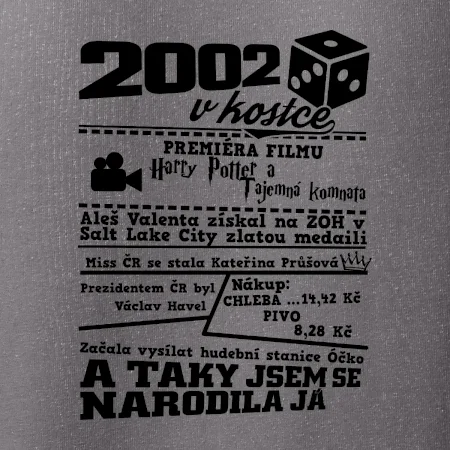 2002
v kostce
PREMIÉRA FILMU
Harry Potter a
Tajemná komnata
Aleš Valenta získal na ZOH v
Salt Lake City zlatou medaili
Miss ČR se stala Kateřina Průšová
Prezidentem ČR byl
Václav Havel
Nákup:
CHLEBA ...14,42 Kč
PIVO
8,28 Kč
Začala vysílat hudební stanice Óčko
A TAKY JSEM SE
NARODILA JÁ